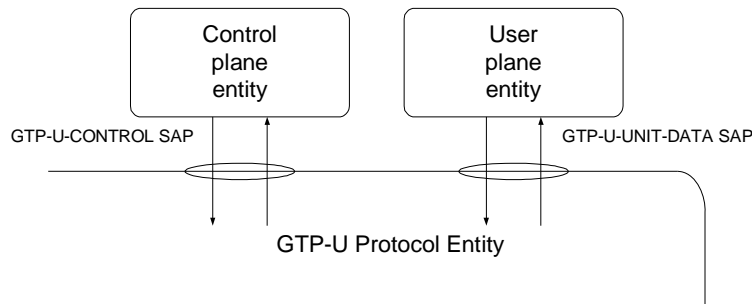 Control
plane
entity
User
plane
entity
GTP-U-CONTROL SAP
GTP-U-UNIT-DATA SAP
GTP-U Protocol Entity